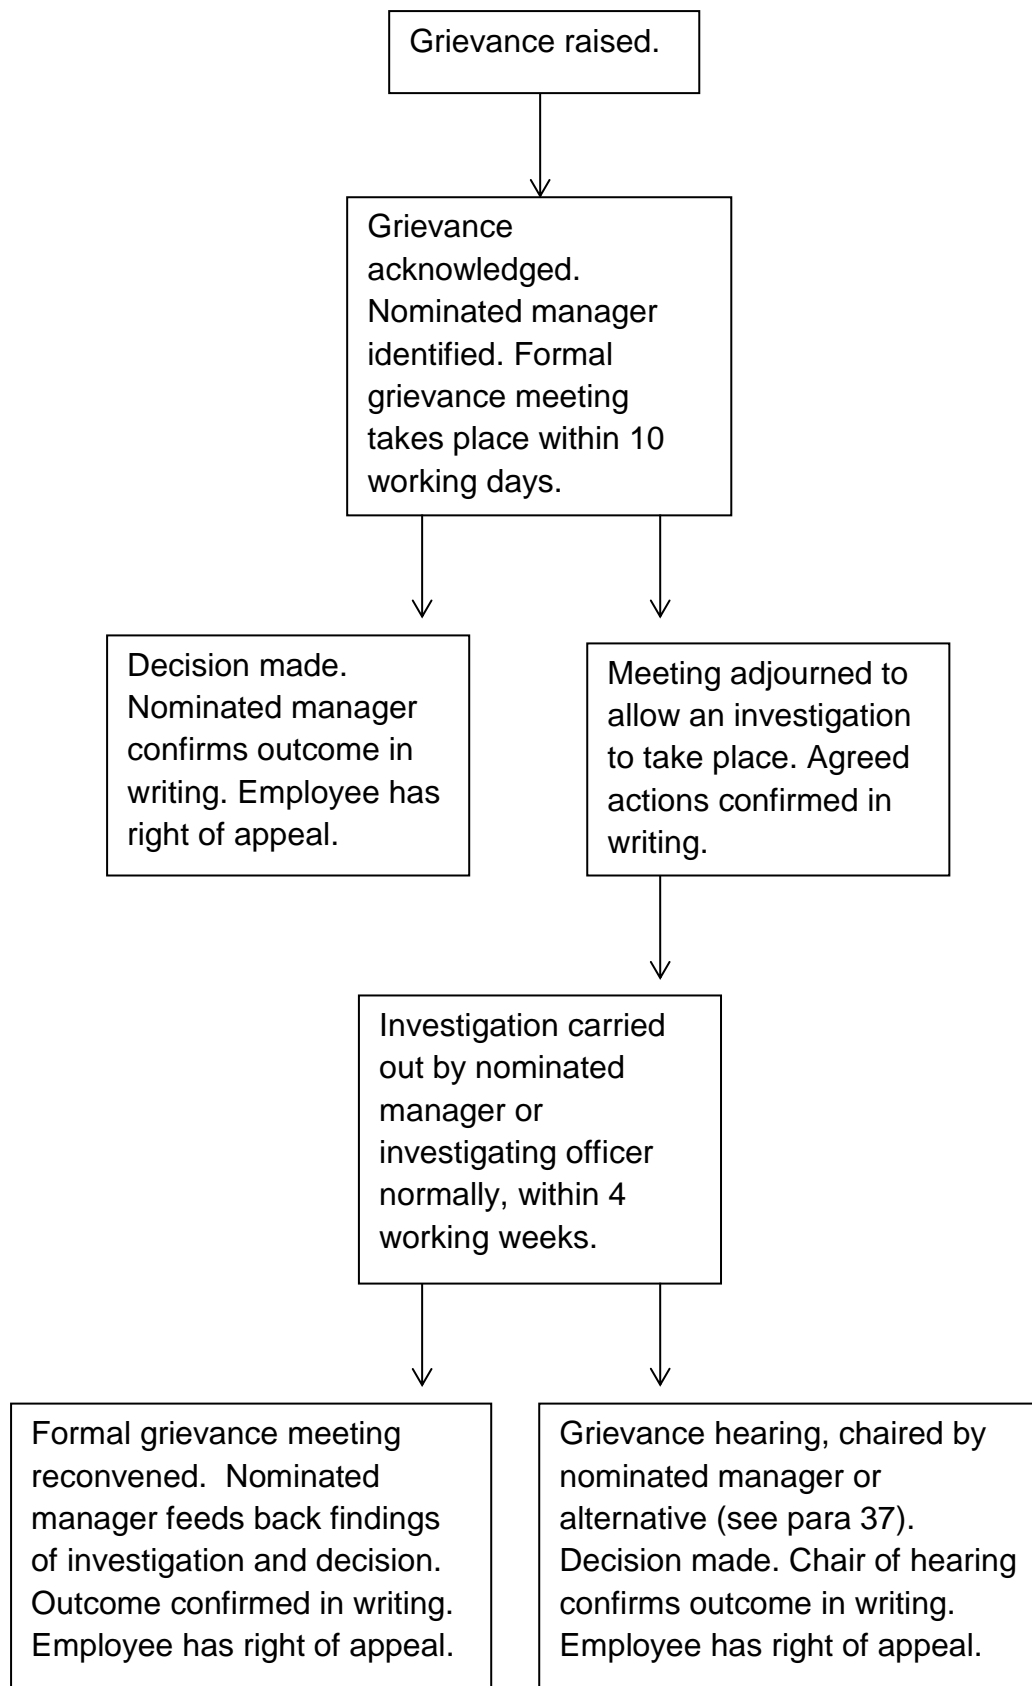 Grievance raised.
Grievance
acknowledged.
Nominated manager
identified. Formal
grievance meeting
takes place within 10
working days.
Decision made.
Nominated manager
confirms outcome in
writing. Employee has
right of appeal.
Meeting adjourned to
allow an investigation
to take place. Agreed
actions confirmed in
writing.
Investigation carried
out by nominated
manager or
investigating officer
normally, within 4
working weeks.
Formal grievance meeting
reconvened.  Nominated
manager feeds back findings
of investigation and decision.
Outcome confirmed in writing.
Employee has right of appeal.
Grievance hearing, chaired by
nominated manager or
alternative (see para 37).
Decision made. Chair of hearing
confirms outcome in writing.
Employee has right of appeal.